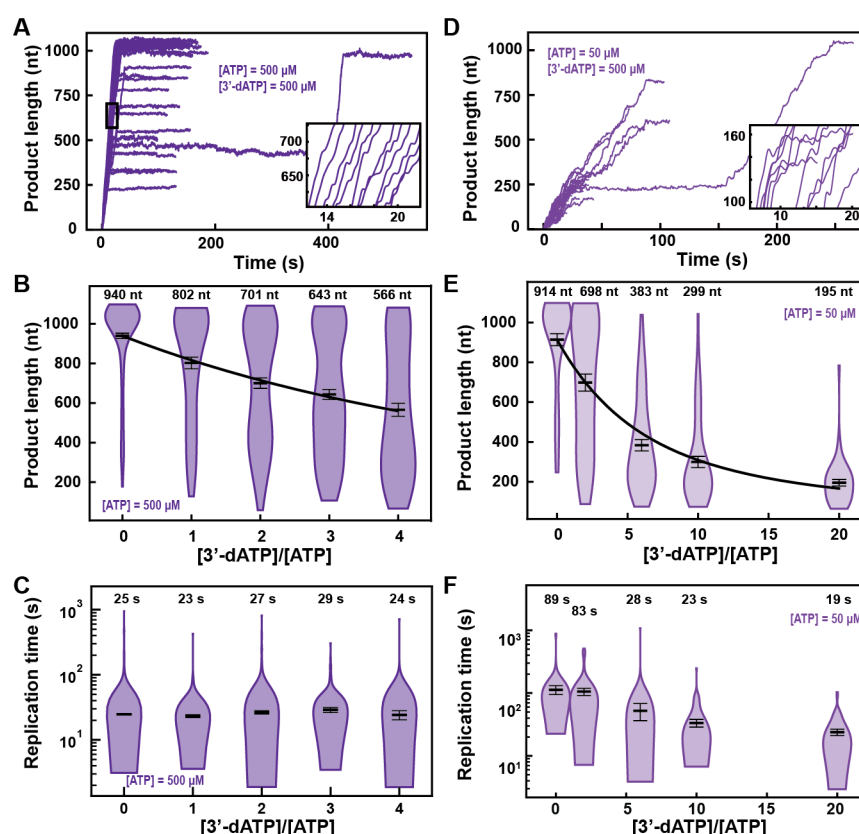 A
Product length (nt)
1000
750
500
250
0
[ATP] = 500 µM
[3'-dATP] = 500 µM
700
650
14
20
0
200
400
Time (s)
D
Product length (nt)
1000
750
500
250
0
[ATP] = 50 µM
[3'-dATP] = 500 µM
160
100
10
20
0
100
200
Time (s)
B
940 nt
802 nt
701 nt
643 nt
566 nt
Product length (nt)
1000
800
600
400
200
[ATP] = 500 µM
0
1
2
3
4
[3'-dATP]/[ATP]
E
914 nt
698 nt
383 nt
299 nt
195 nt
[ATP] = 50 µM
Product length (nt)
1000
800
600
400
200
0
5
10
15
20
[3'-dATP]/[ATP]
C
25 s
23 s
27 s
29 s
24 s
Replication time (s)
10³
10²
10¹
[ATP] = 500 µM
0
1
2
3
4
[3'-dATP]/[ATP]
F
89 s
83 s
28 s
23 s
19 s
[ATP] = 50 µM
Replication time (s)
10³
10²
10¹
0
5
10
15
20
[3'-dATP]/[ATP]